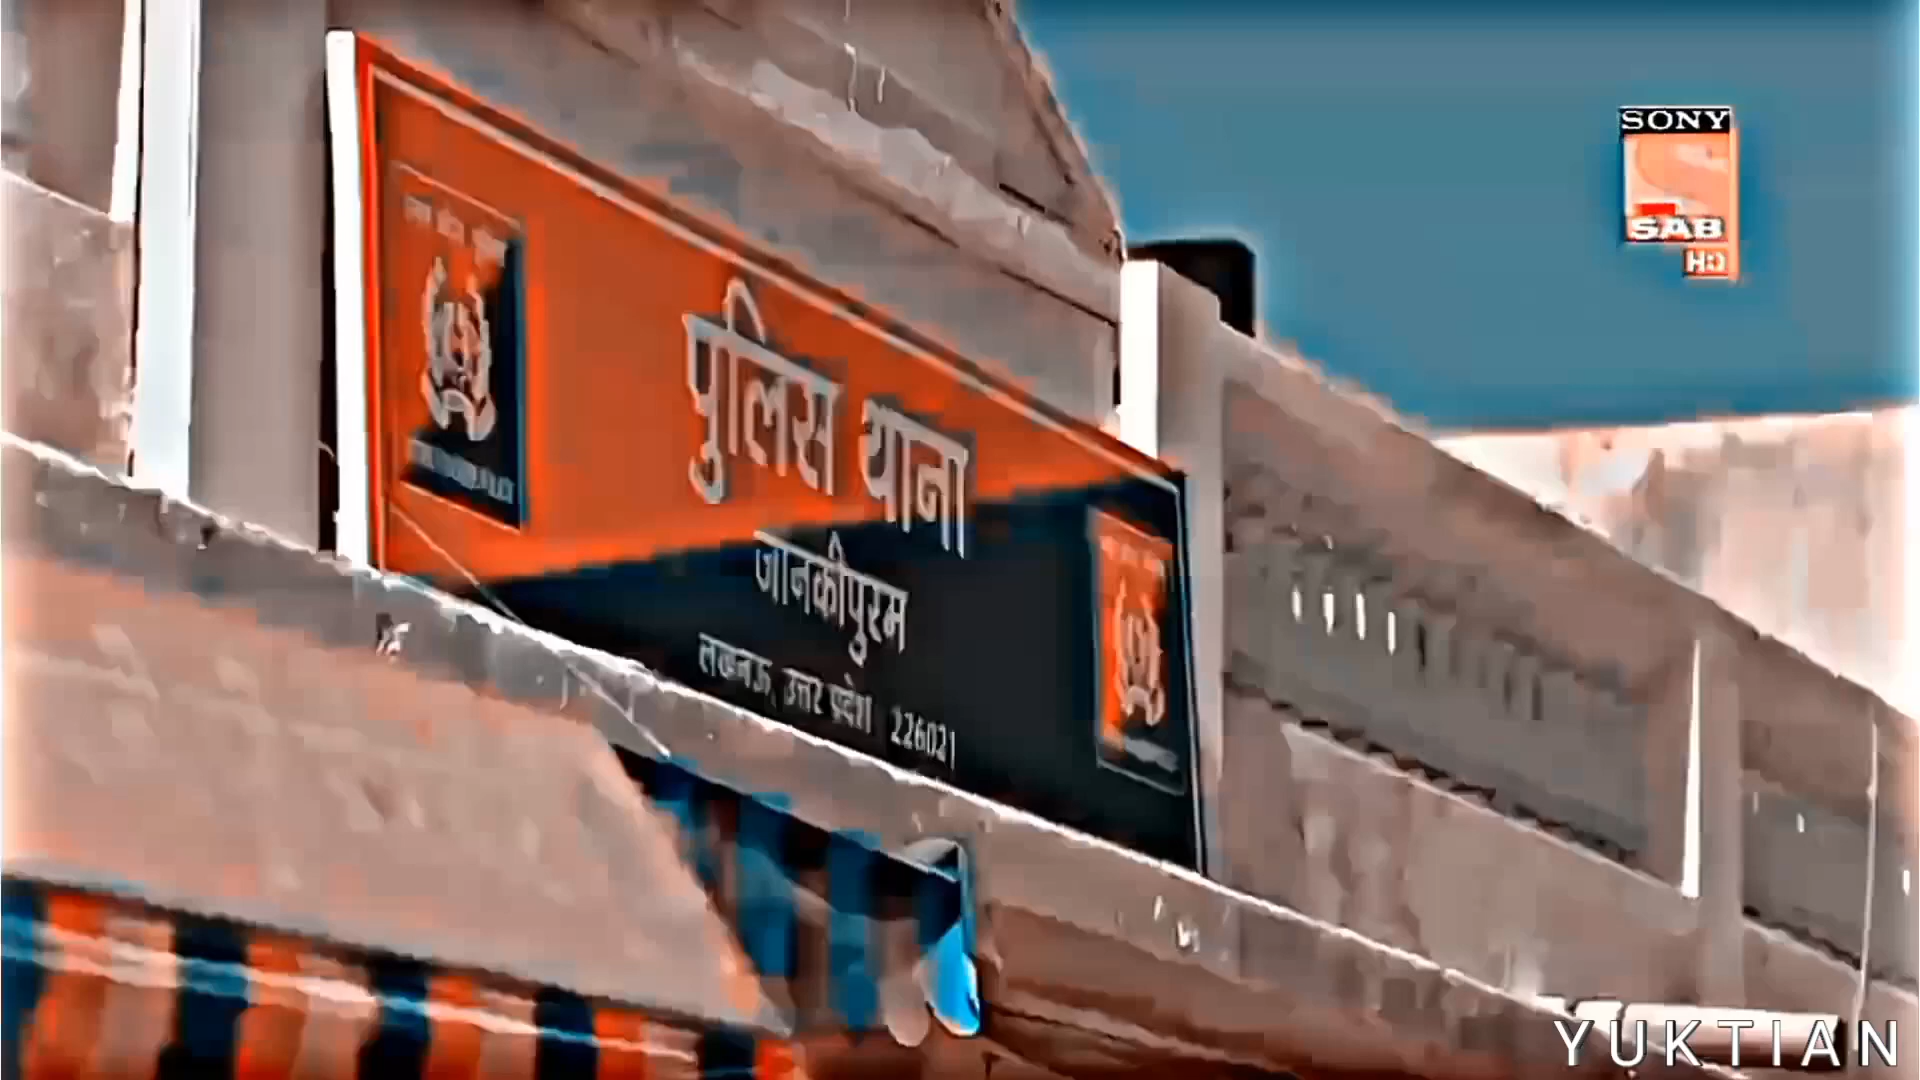 SONY
SAB
HD
पुलिस थाना
जानकीपुरम
लखनऊ, उत्तर प्रदेश 226021
YUKTIAN